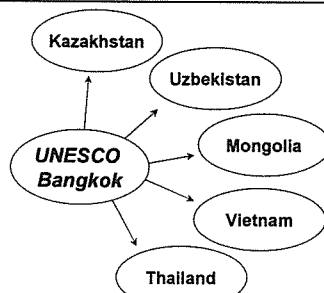 Kazakhstan
Uzbekistan
UNESCO
Bangkok
Mongolia
Vietnam
Thailand